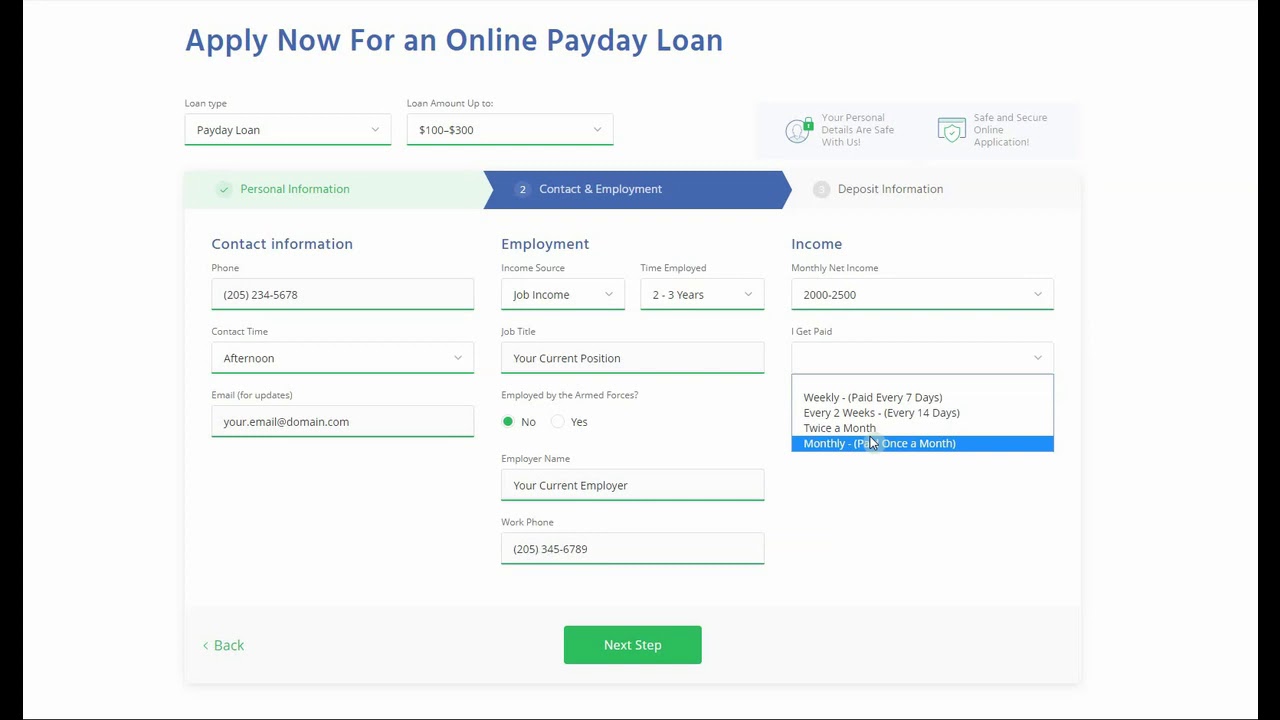 Apply Now For an Online Payday Loan
Loan type
Payday Loan
Loan Amount Up to:
$100–$300
Your Personal
Details Are Safe
With Us!
Safe and Secure
Online
Application!
Personal Information
2 Contact & Employment
3 Deposit Information
Contact information
Phone
(205) 234-5678
Contact Time
Afternoon
Email (for updates)
your.email@domain.com
Employment
Income Source
Job Income
Time Employed
2 - 3 Years
Job Title
Your Current Position
Employed by the Armed Forces?
No
Yes
Employer Name
Your Current Employer
Work Phone
(205) 345-6789
Income
Monthly Net Income
2000-2500
I Get Paid
Weekly - (Paid Every 7 Days)
Every 2 Weeks - (Every 14 Days)
Twice a Month
Monthly - (Paid Once a Month)
Back
Next Step